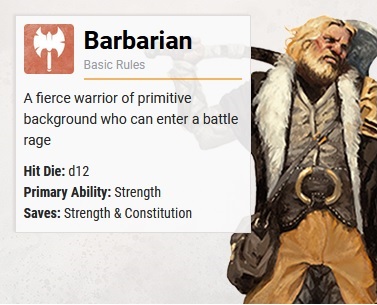 Barbarian
Basic Rules
A fierce warrior of primitive
background who can enter a battle
rage
Hit Die: d12
Primary Ability: Strength
Saves: Strength & Constitution